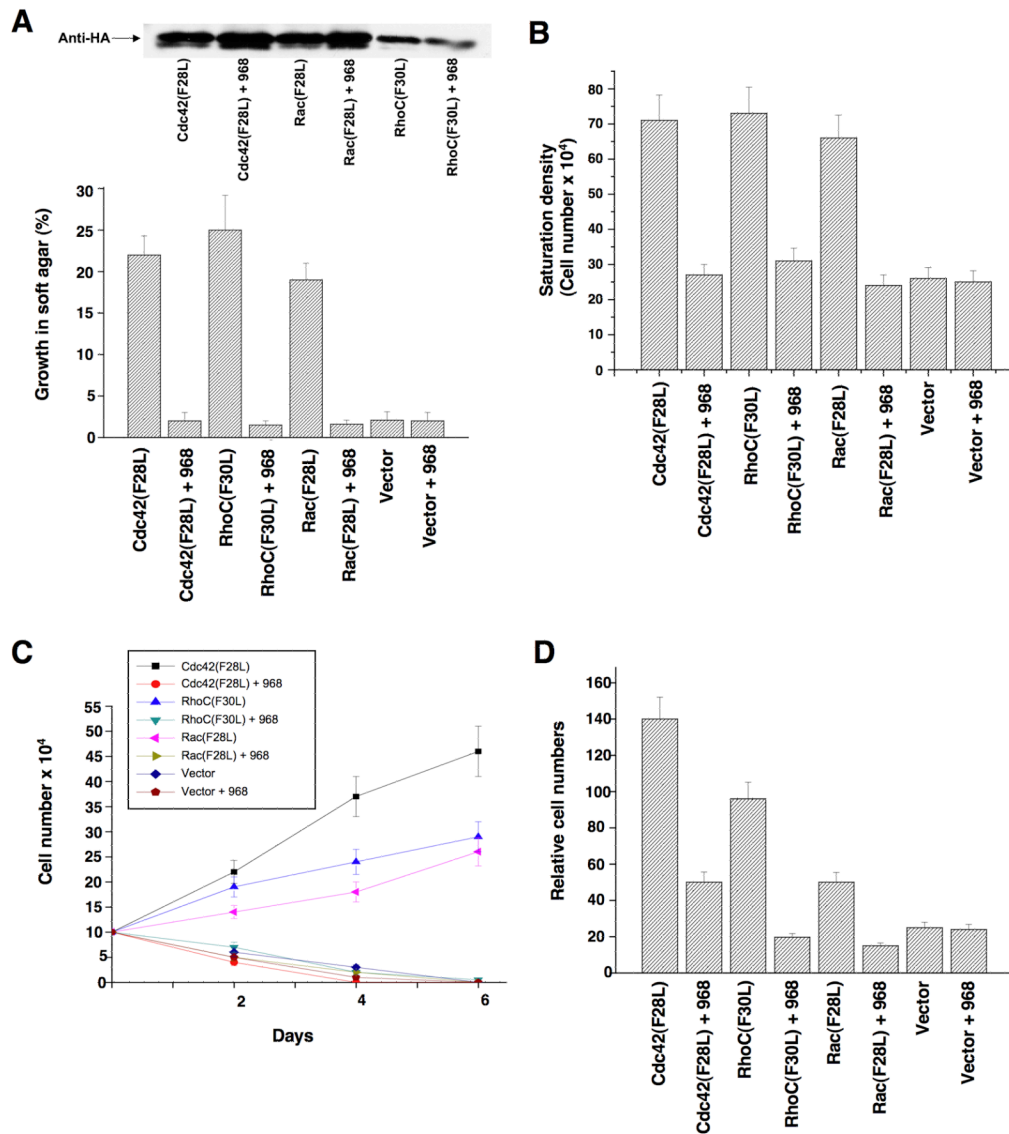 A
Anti-HA
Cdc42(F28L)
Cdc42(F28L) + 968
Rac(F28L)
Rac(F28L) + 968
RhoC(F30L)
RhoC(F30L) + 968
Growth in soft agar (%)
30
25
20
15
10
5
0
Cdc42(F28L)
Cdc42(F28L) + 968
RhoC(F30L)
RhoC(F30L) + 968
Rac(F28L)
Rac(F28L) + 968
Vector
Vector + 968
B
Saturation density
(Cell number x 10⁴)
80
70
60
50
40
30
20
10
0
Cdc42(F28L)
Cdc42(F28L) + 968
RhoC(F30L)
RhoC(F30L) + 968
Rac(F28L)
Rac(F28L) + 968
Vector
Vector + 968
C
Cdc42(F28L)
Cdc42(F28L) + 968
RhoC(F30L)
RhoC(F30L) + 968
Rac(F28L)
Rac(F28L) + 968
Vector
Vector + 968
Cell number x 10⁴
55
50
45
40
35
30
25
20
15
10
5
0
2
4
6
Days
D
Relative cell numbers
160
140
120
100
80
60
40
20
0
Cdc42(F28L)
Cdc42(F28L) + 968
RhoC(F30L)
RhoC(F30L) + 968
Rac(F28L)
Rac(F28L) + 968
Vector
Vector + 968